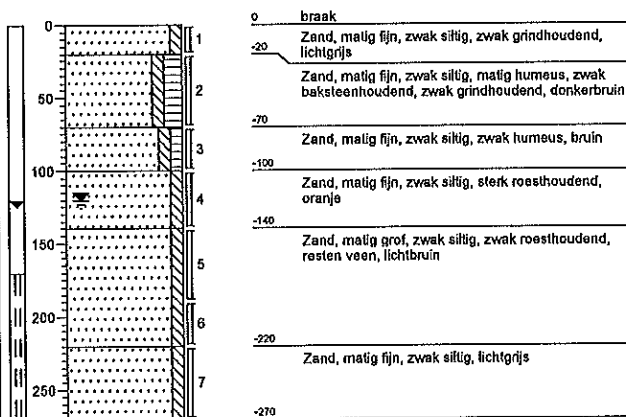 0
50
100
150
200
250
1
2
3
4
5
6
7
0 braak
Zand, matig fijn, zwak siltig, zwak grindhoudend,
lichtgrijs
-20
Zand, matig fijn, zwak siltig, matig humeus, zwak
baksteenhoudend, zwak grindhoudend, donkerbruin
-70
Zand, matig fijn, zwak siltig, zwak humeus, bruin
-100
Zand, matig fijn, zwak siltig, sterk roesthoudend,
oranje
-140
Zand, matig grof, zwak siltig, zwak roesthoudend,
resten veen, lichtbruin
-220
Zand, matig fijn, zwak siltig, lichtgrijs
-270